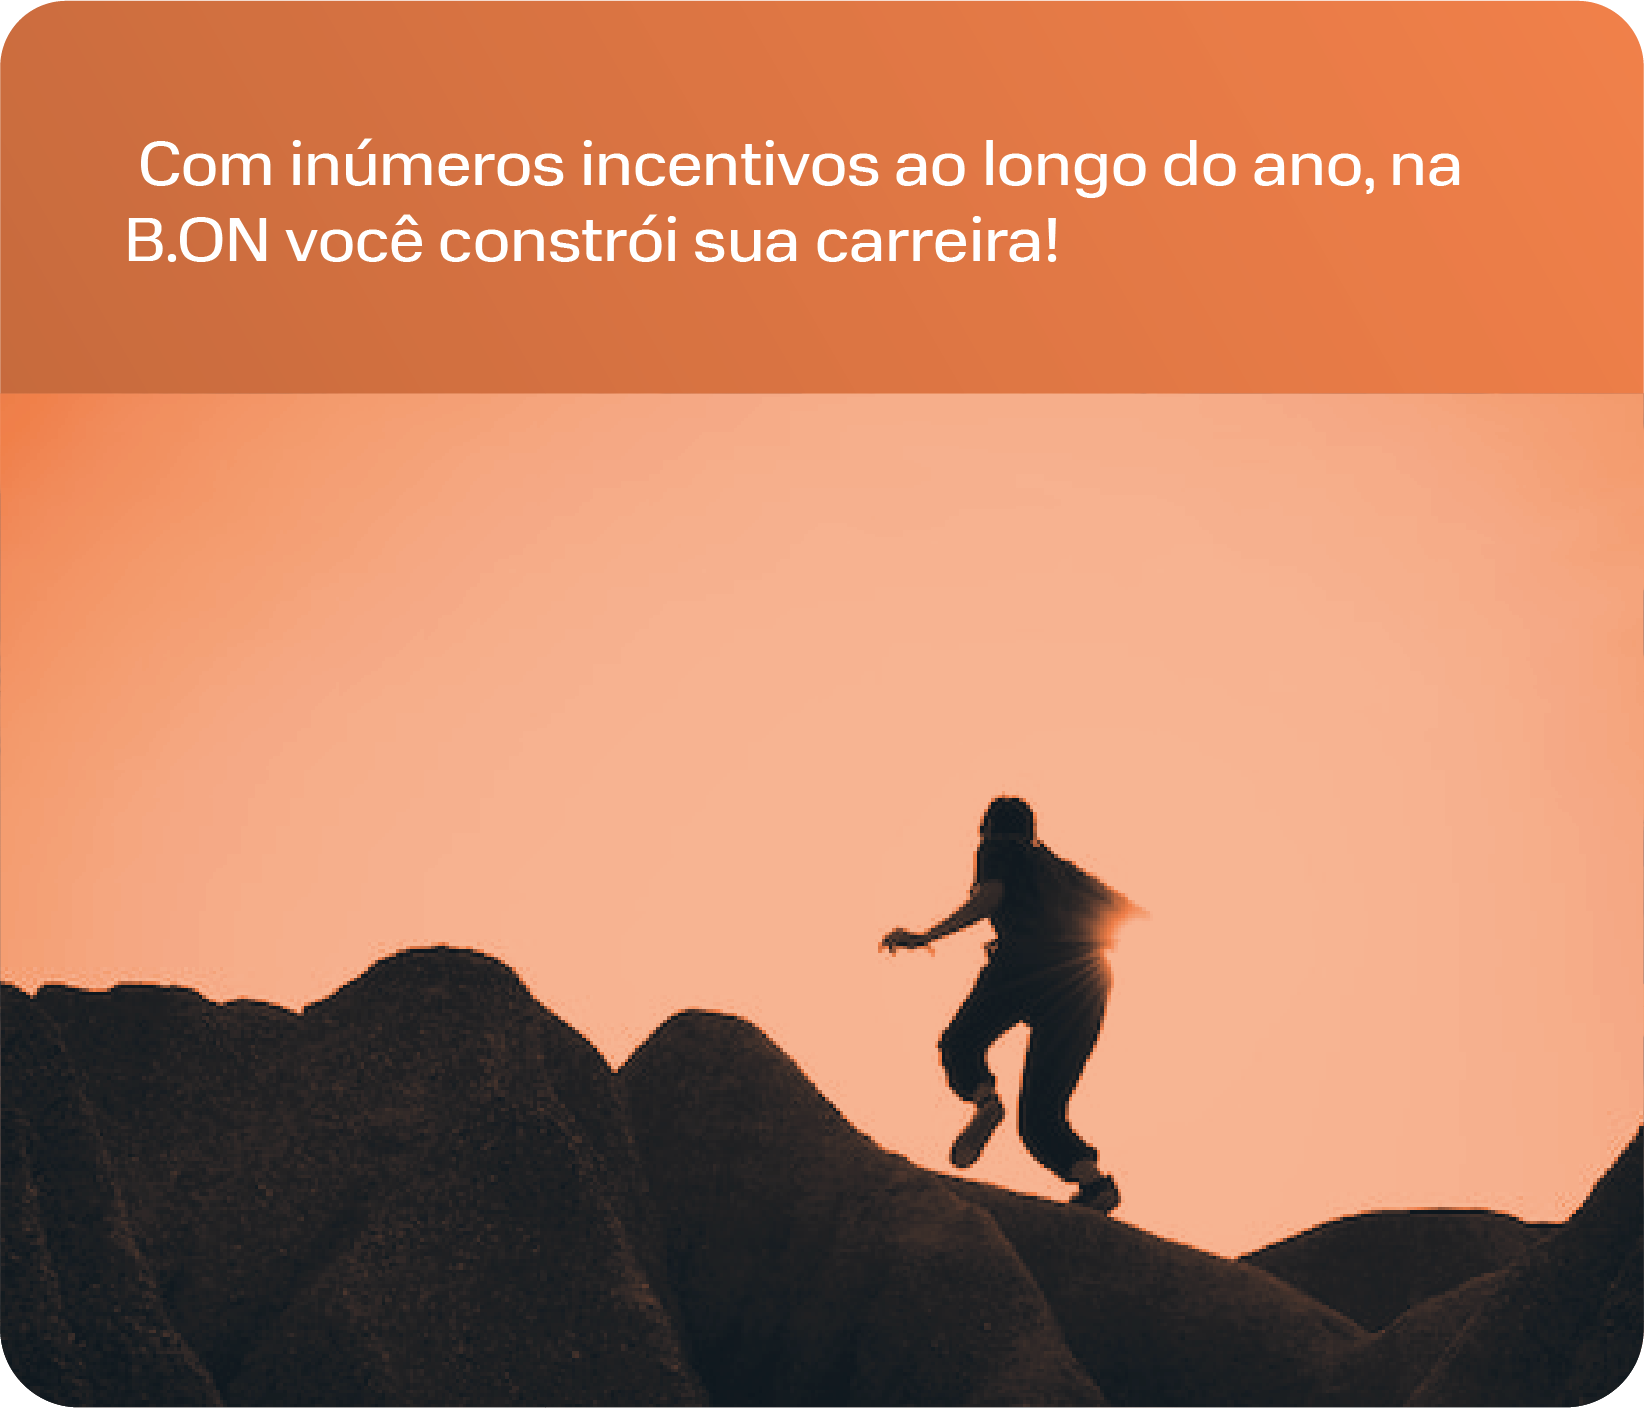 Com inúmeros incentivos ao longo do ano, na
B.ON você constrói sua carreira!